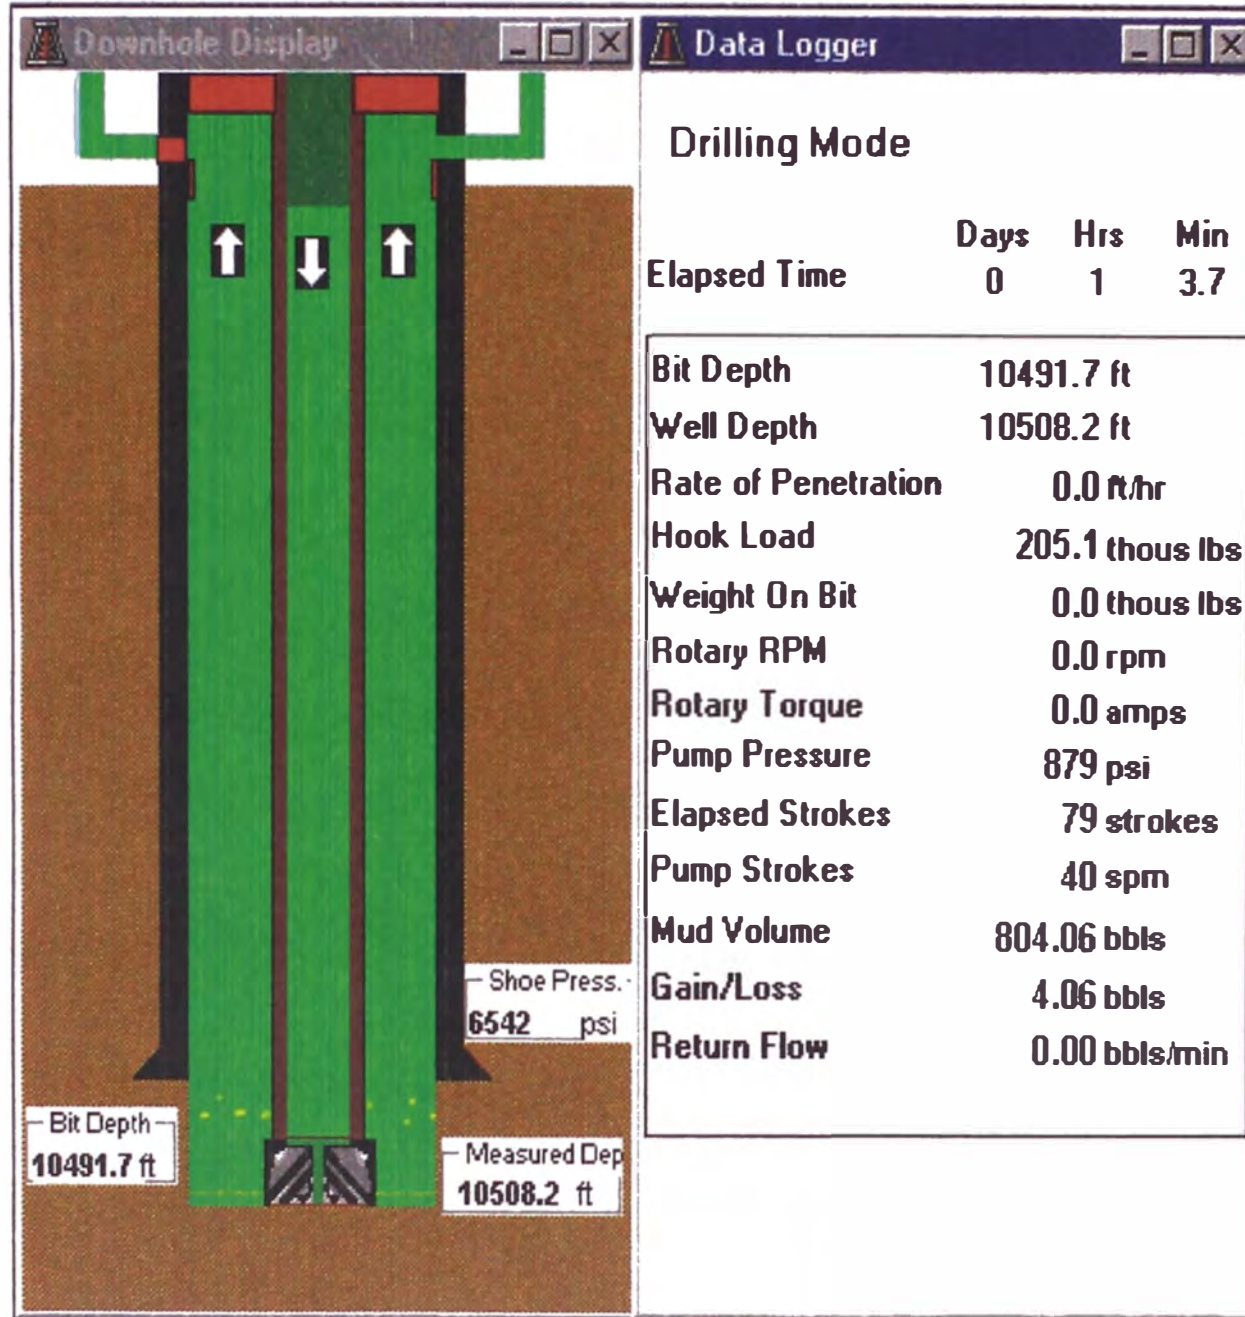 Downhole Display
Shoe Press.
6542 psi
Bit Depth
10491.7 ft
Measured Dep
10508.2 ft
Data Logger
Drilling Mode
Days Hrs Min
Elapsed Time 0 1 3.7
Bit Depth 10491.7 ft
Well Depth 10508.2 ft
Rate of Penetration 0.0 ft/hr
Hook Load 205.1 thous lbs
Weight On Bit 0.0 thous lbs
Rotary RPM 0.0 rpm
Rotary Torque 0.0 amps
Pump Pressure 879 psi
Elapsed Strokes 79 strokes
Pump Strokes 40 spm
Mud Volume 804.06 bbls
Gain/Loss 4.06 bbls
Return Flow 0.00 bbls/min